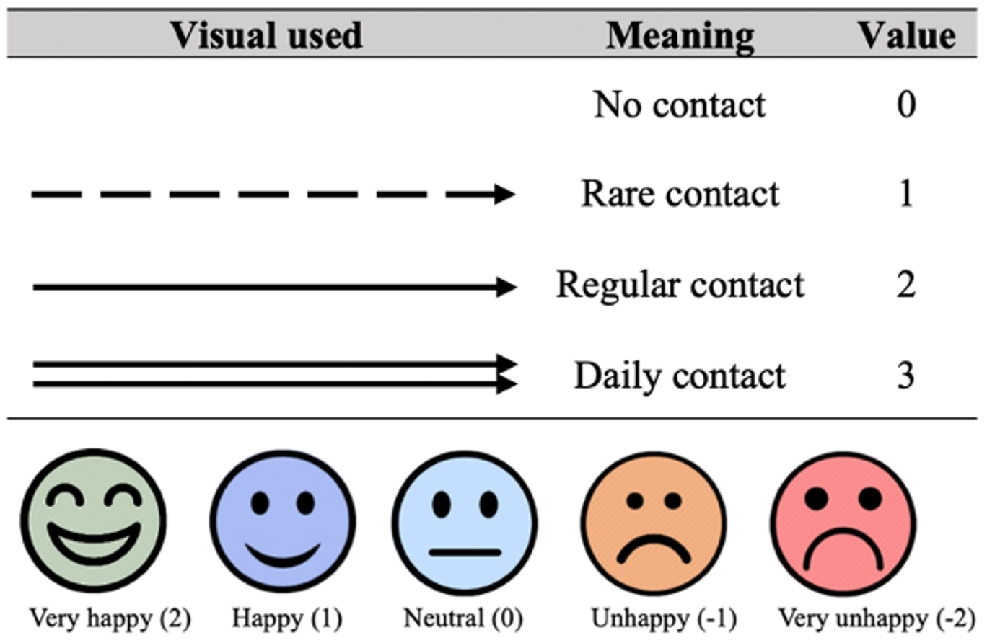 Visual used Meaning Value
No contact 0
Rare contact 1
Regular contact 2
Daily contact 3
Very happy (2) Happy (1) Neutral (0) Unhappy (-1) Very unhappy (-2)